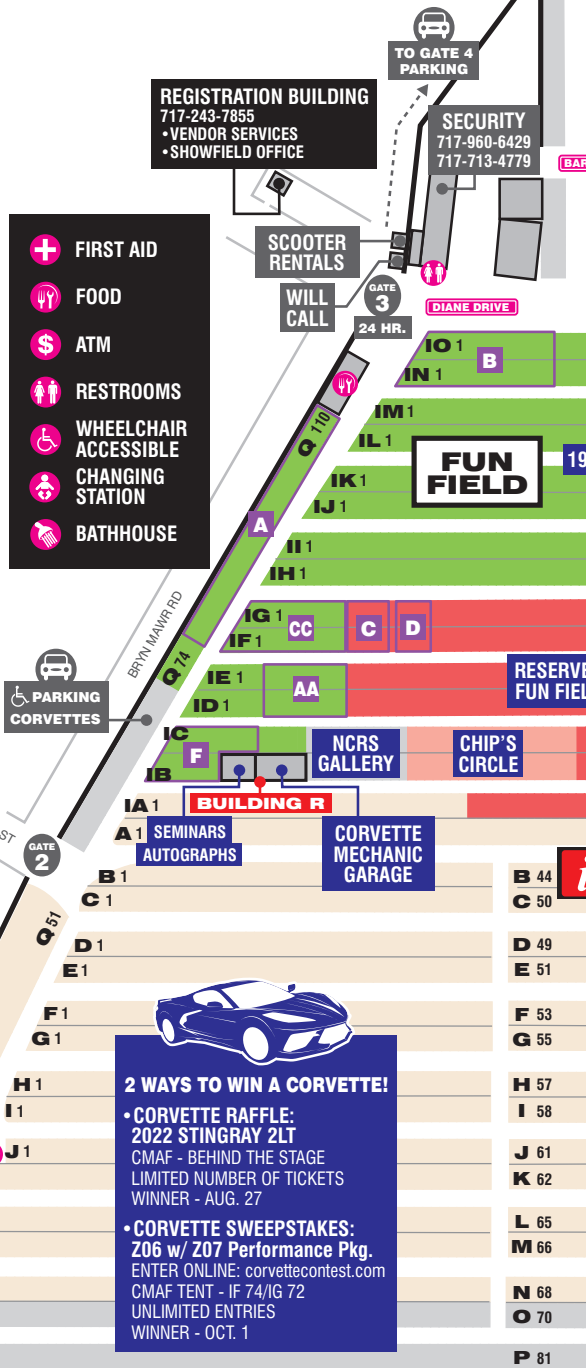 TO GATE 4
PARKING
REGISTRATION BUILDING
717-243-7855
•VENDOR SERVICES
•SHOWFIELD OFFICE
SECURITY
717-960-6429
717-713-4779
BAR
FIRST AID
FOOD
$ ATM
RESTROOMS
WHEELCHAIR
ACCESSIBLE
CHANGING
STATION
BATHHOUSE
SCOOTER
RENTALS
WILL
CALL
GATE
3
24 HR.
DIANE DRIVE
IO 1
B
IN 1
IM 1
Q 110
IL 1
FUN
FIELD
19
IK 1
IJ 1
A
II 1
IH 1
BRYN MAWR RD
IG 1
CC
C
D
IF 1
Q 74
IE 1
AA
RESERVE
FUN FIEL
ID 1
PARKING
CORVETTES
IC
F
IB
NCRS
GALLERY
CHIP'S
CIRCLE
IA 1
BUILDING R
A 1
SEMINARS
AUTOGRAPHS
CORVETTE
MECHANIC
GARAGE
ST
GATE
2
B 1
B 44
i
C 1
C 50
Q 51
D 1
D 49
E 1
E 51
F 1
F 53
G 1
G 55
H 1
H 57
I 1
I 58
J 1
J 61
K 62
L 65
M 66
N 68
O 70
P 81
2 WAYS TO WIN A CORVETTE!
•CORVETTE RAFFLE:
2022 STINGRAY 2LT
CMAF - BEHIND THE STAGE
LIMITED NUMBER OF TICKETS
WINNER - AUG. 27
•CORVETTE SWEEPSTAKES:
Z06 w/ Z07 Performance Pkg.
ENTER ONLINE: corvettecontest.com
CMAF TENT - IF 74/IG 72
UNLIMITED ENTRIES
WINNER - OCT. 1